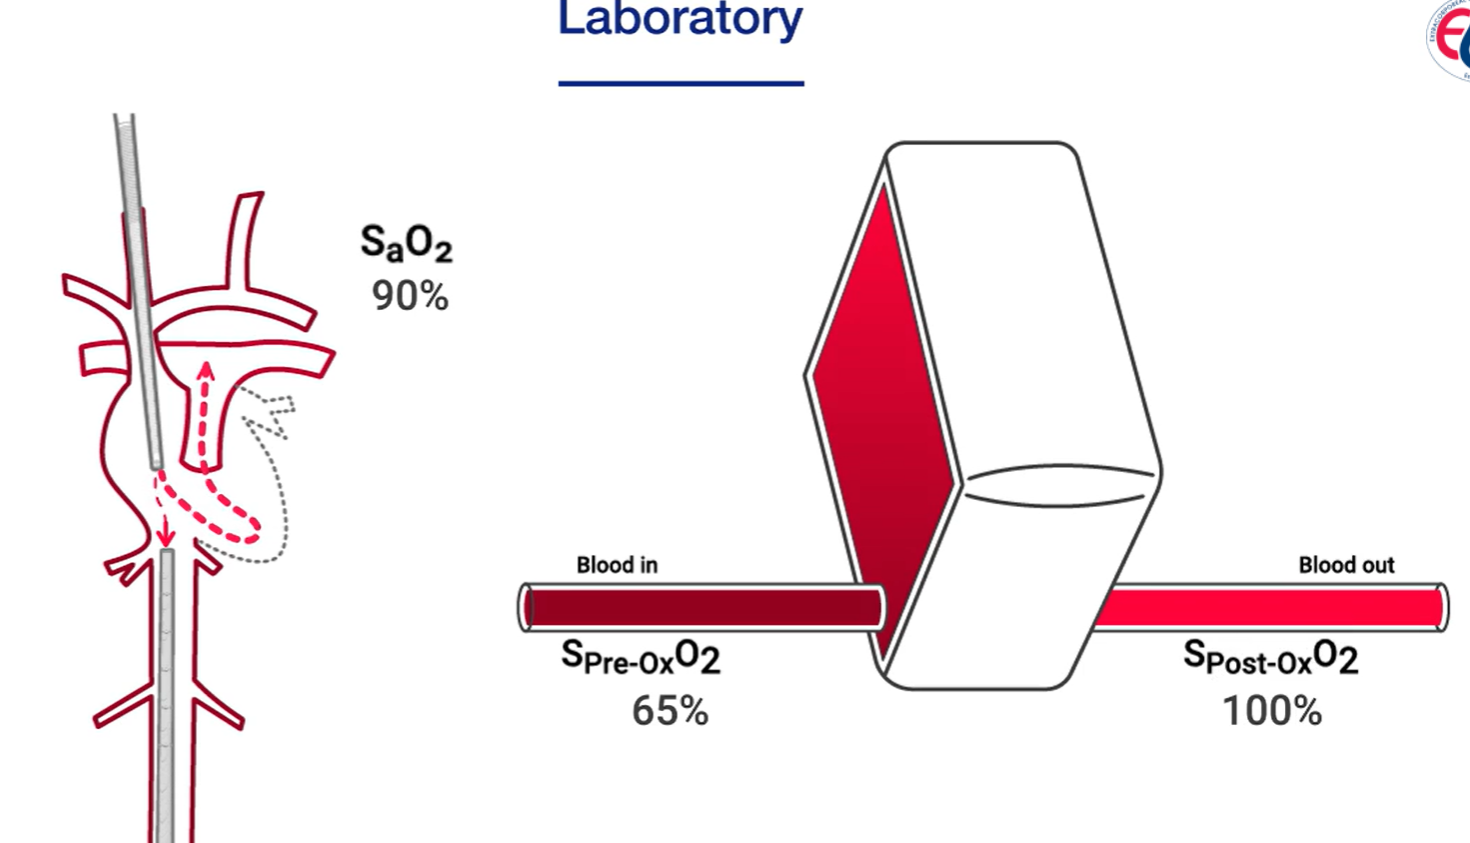 Laboratory
SaO2
90%
Blood in
SPre-OxO2
65%
Blood out
SPost-OxO2
100%